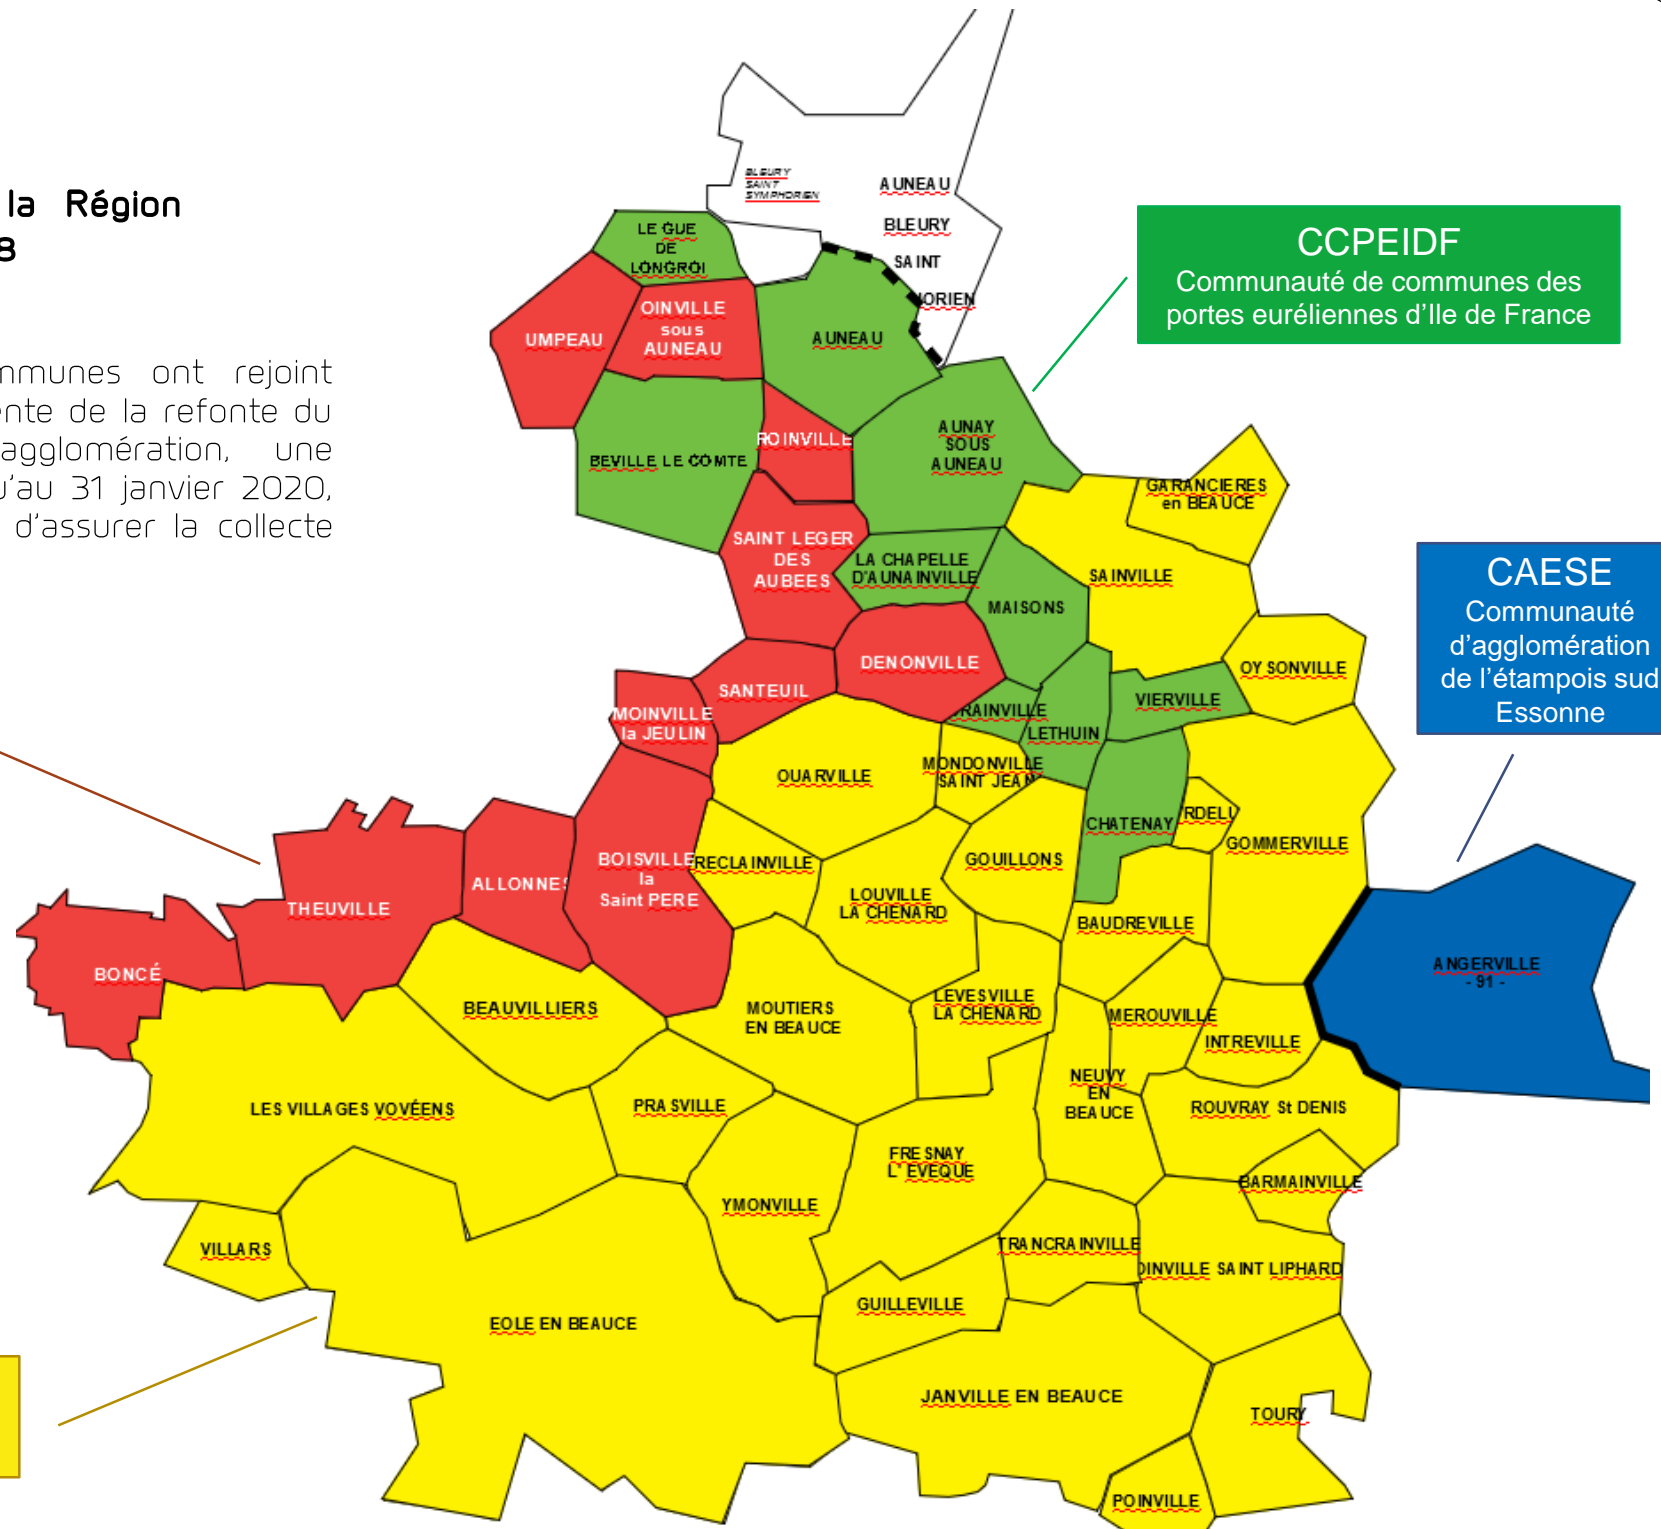 la Région
8
mmunes ont rejoint
ente de la refonte du
agglomération, une
u'au 31 janvier 2020,
d'assurer la collecte
BLEURY
SAINT
SYMPHORIEN
AUNEAU
BLEURY
SAINT
ORIEN
CCPEIDF
Communauté de communes des
portes euréliennes d'Ile de France
LE GUE
DE
LONGROI
UMPEAU
OINVILLE
sous
AUNEAU
AUNEAU
BEVILLE LE COMTE
ROINVILLE
AUNAY
SOUS
AUNEAU
GARANCIERES
en BEAUCE
SAINT LEGER
DES
AUBEES
LA CHAPELLE
D'AUNAINVILLE
MAISONS
SAINVILLE
CAESE
Communauté
d'agglomération
de l'étampois sud
Essonne
DENONVILLE
OYSONVILLE
SANTEUIL
MOINVILLE
la JEULIN
RAINVILLE
LETHUIN
VIERVILLE
OUARVILLE
MONDONVILLE
SAINT JEAN
CHATENAY
RDELU
GOMMERVILLE
BOISVILLE
la
Saint PERE
RECLAINVILLE
GOUILLONS
ALLONNES
THEUVILLE
LOUVILLE
LA CHENARD
BAUDREVILLE
BONCÉ
ANGERVILLE
- 91 -
BEAUVILLIERS
MOUTIERS
EN BEAUCE
LEVESVILLE
LA CHENARD
MEROUVILLE
INTREVILLE
LES VILLAGES VOVÉENS
PRASVILLE
NEUVY
EN
BEAUCE
ROUVRAY St DENIS
FRESNAY
L' EVEQUE
BARMAINVILLE
YMONVILLE
VILLARS
TRANCRAINVILLE
OINVILLE SAINT LIPHARD
GUILLEVILLE
EOLE EN BEAUCE
JANVILLE EN BEAUCE
TOURY
POINVILLE